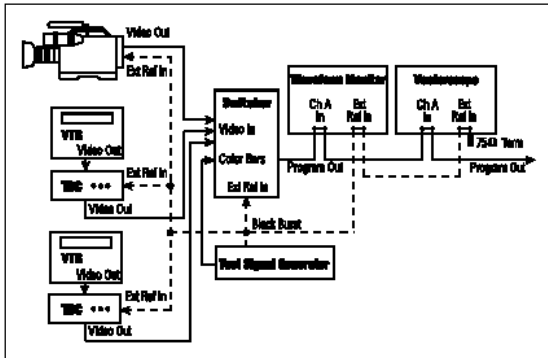 Video Out
Ext Ref In
Switcher
Video In
Color Bars
Ext Ref In
Waveform Monitor
Ch A
In
Ext
Ref In
Vectorscope
Ch A
In
Ext
Ref In
75Ω Term
Program Out
Program Out
VTR
Video Out
TBC
Ext Ref In
Video Out
Black Burst
Test Signal Generator
VTR
Video Out
TBC
Ext Ref In
Video Out